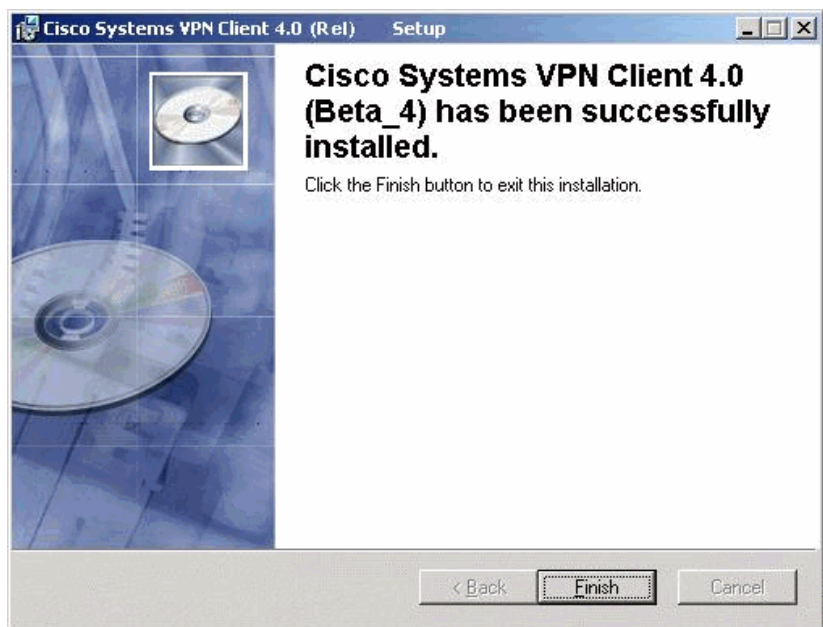 Cisco Systems VPN Client 4.0 (Rel) Setup
Cisco Systems VPN Client 4.0
(Beta_4) has been successfully
installed.
Click the Finish button to exit this installation.
< Back Finish Cancel